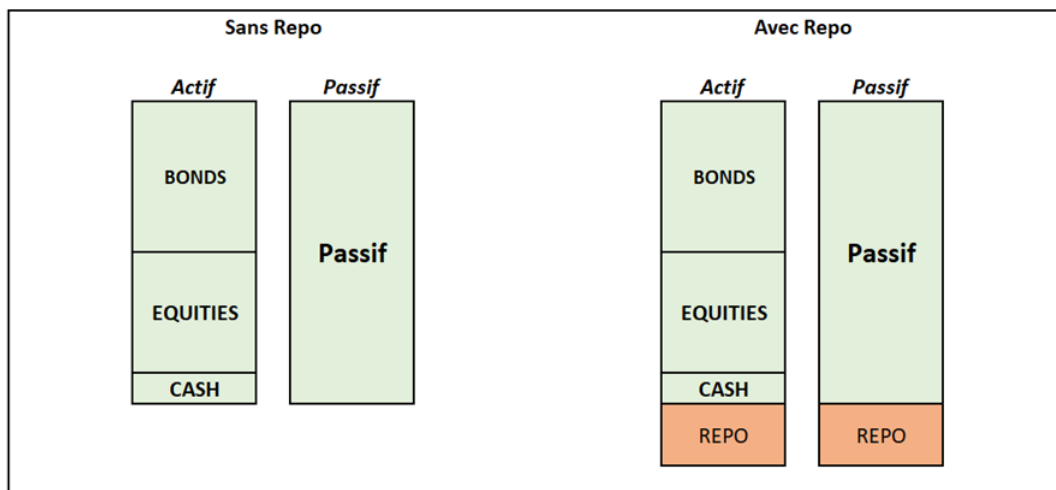 Sans Repo
Actif
Passif
BONDS
EQUITIES
CASH
Passif
Avec Repo
Actif
Passif
BONDS
EQUITIES
CASH
REPO
Passif
REPO